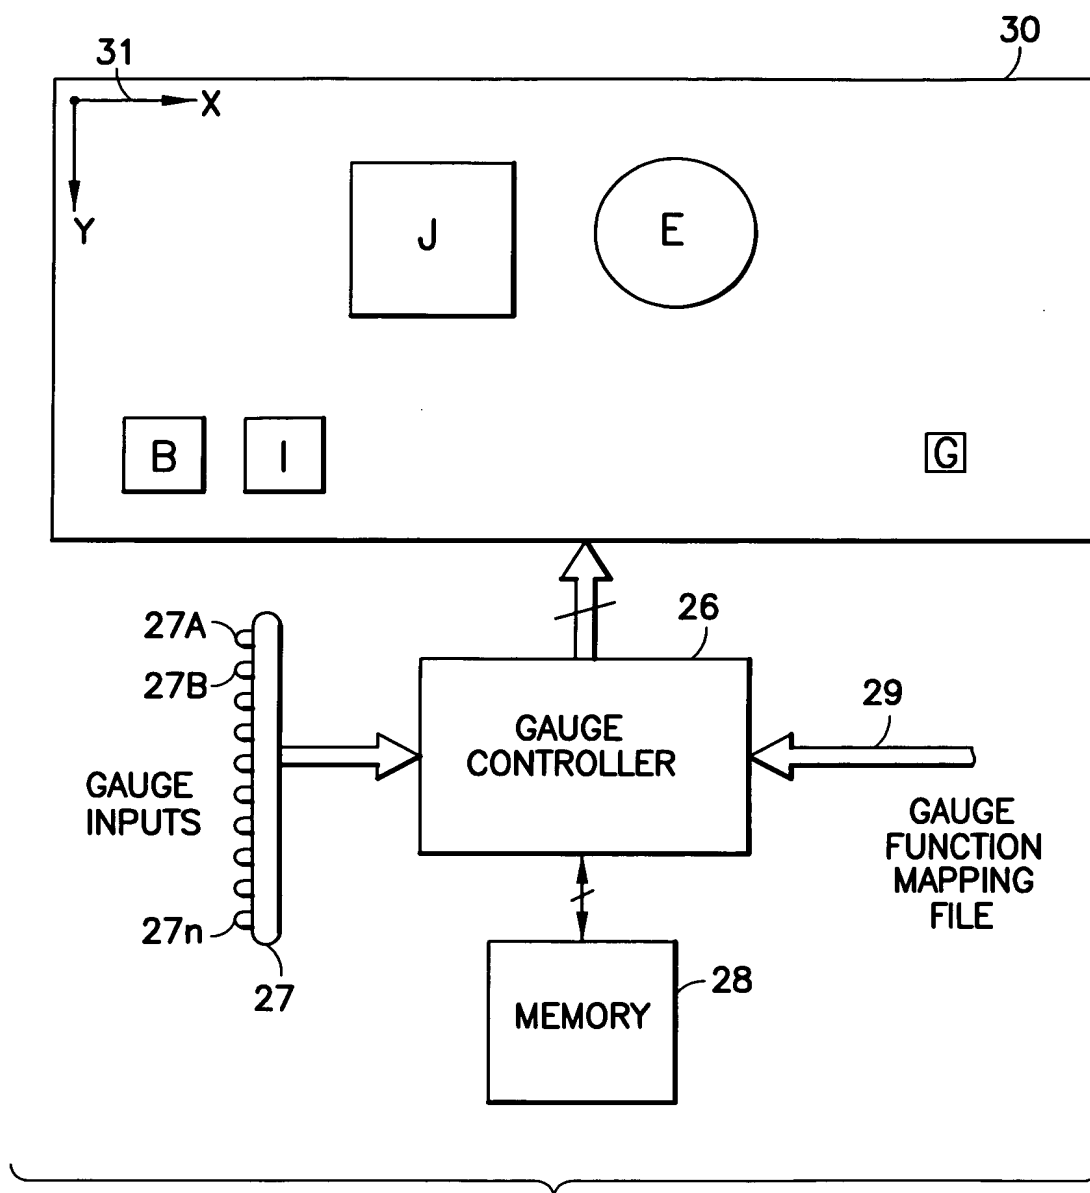 30
31
X
Y
J
E
B
I
G
27A
27B
26
29
GAUGE
CONTROLLER
GAUGE
INPUTS
GAUGE
FUNCTION
MAPPING
FILE
27n
27
MEMORY
28